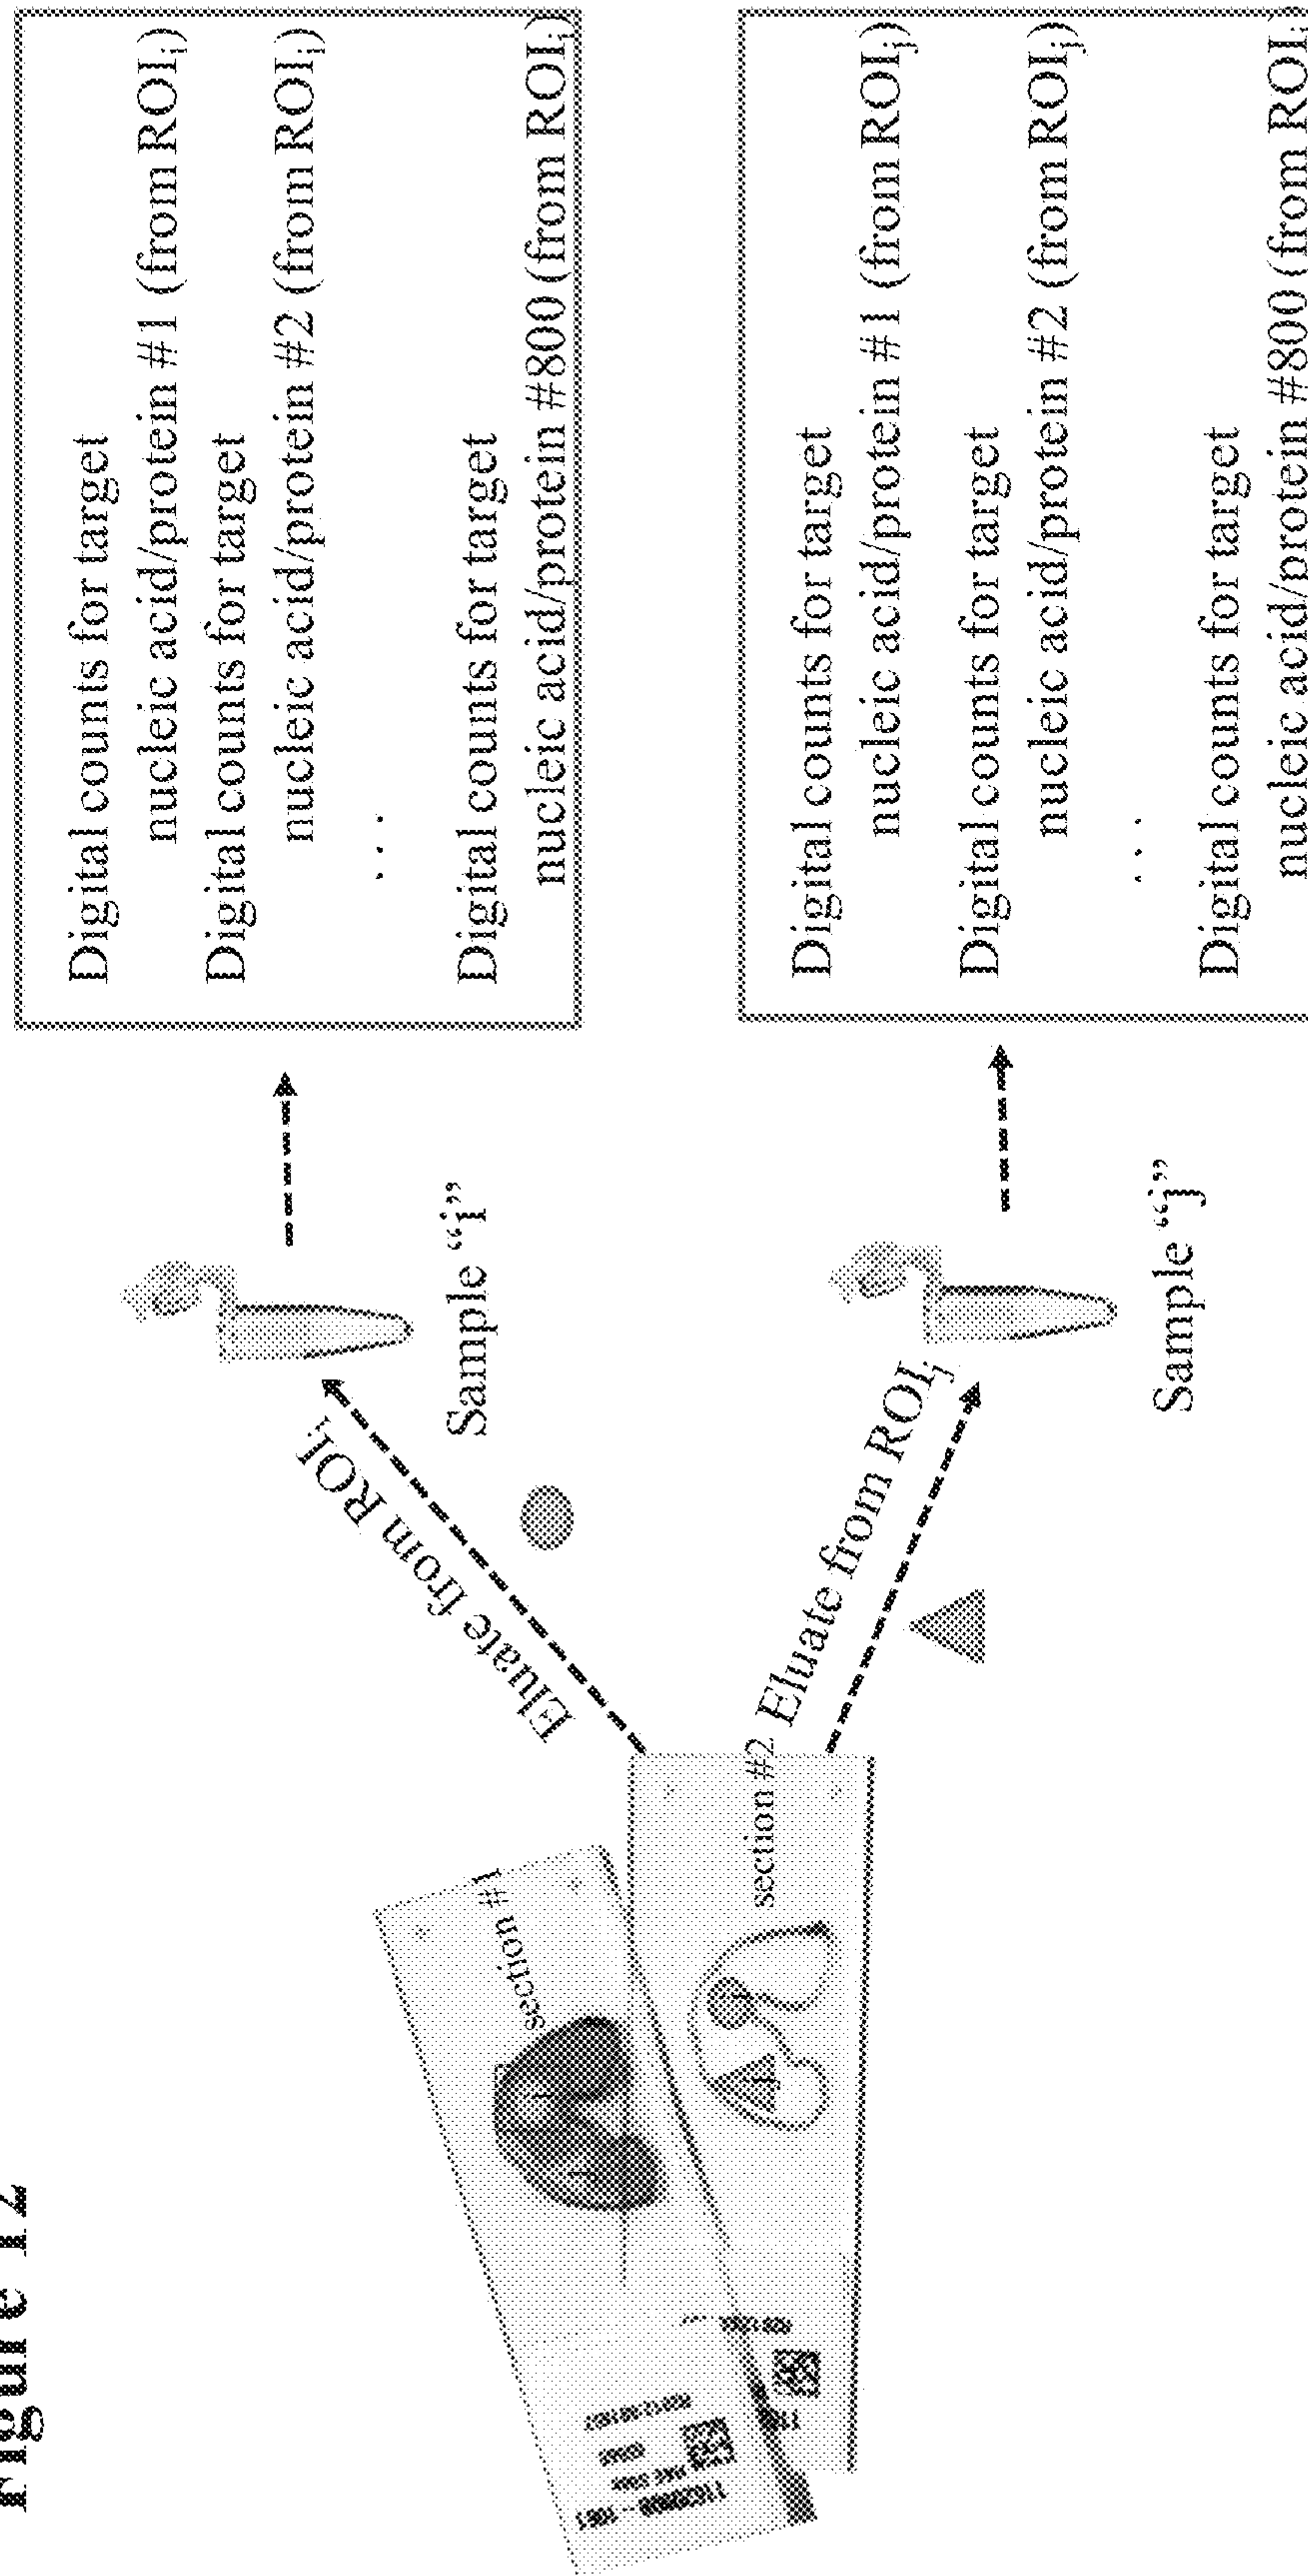 Figure 12
section #1
section #2
Eluate from ROIi
Sample “i”
Eluate from ROIj
Sample “j”
Digital counts for target
nucleic acid/protein #1 (from ROIi)
Digital counts for target
nucleic acid/protein #2 (from ROIi)
...
Digital counts for target
nucleic acid/protein #800 (from ROIi)
Digital counts for target
nucleic acid/protein #1 (from ROIj)
Digital counts for target
nucleic acid/protein #2 (from ROIj)
...
Digital counts for target
nucleic acid/protein #800 (from ROIj)